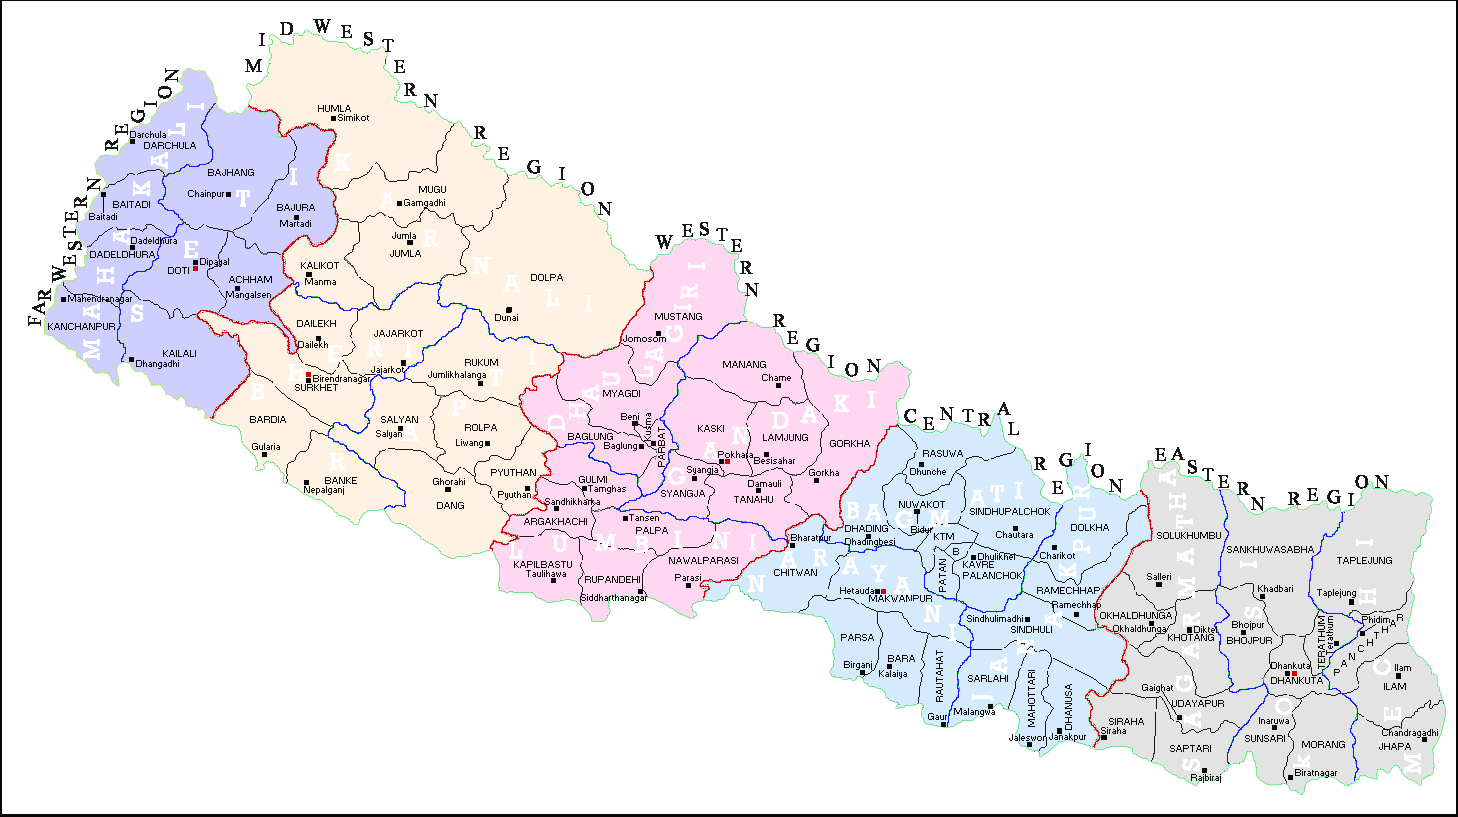 FAR WESTERN REGION
MID WESTERN REGION
WESTERN REGION
CENTRAL REGION
EASTERN REGION
MAHAKALI
SETI
KARNALI
BHERI
RAPTI
DHAULAGIRI
GANDAKI
LUMBINI
BAGMATI
NARAYANI
JANAKPUR
SAGARMATHA
KOSI
MECHI
Darchula
DARCHULA
BAJHANG
Chainpur
BAITADI
Baitadi
BAJURA
Martadi
Dadeldhura
DADELDHURA
DOTI
Dipayal
ACHHAM
Mangalsen
Mahendranagar
KANCHANPUR
KAILALI
Dhangadhi
HUMLA
Simikot
MUGU
Gamgadhi
Jumla
JUMLA
KALIKOT
Manma
DOLPA
Dunai
DAILEKH
Dailekh
JAJARKOT
Jajarkot
RUKUM
Jumlikhalanga
Birendranagar
SURKHET
BARDIA
Gularia
SALYAN
Salyan
ROLPA
Liwang
BANKE
Nepalganj
Ghorahi
DANG
PYUTHAN
Pyuthan
MUSTANG
Jomosom
MANANG
Chame
MYAGDI
Beni
BAGLUNG
Baglung
Kusma
PARBAT
KASKI
Pokhara
LAMJUNG
Besisahar
GORKHA
Gorkha
GULMI
Tamghas
Syangja
SYANGJA
Damauli
TANAHU
Sandhikharka
ARGAKHACHI
Tansen
PALPA
KAPILBASTU
Taulihawa
RUPANDEHI
Siddharthanagar
NAWALPARASI
Parasi
RASUWA
Dhunche
NUWAKOT
Bidur
SINDHUPALCHOK
Chautara
DOLKHA
Charikot
DHADING
Dhadingbesi
KTM
B
PATAN
Dhulikhel
KAVRE
PALANCHOK
Bharatpur
CHITWAN
Hetauda
MAKWANPUR
RAMECHHAP
Ramechhap
Sindhulimadhi
SINDHULI
PARSA
Birganj
BARA
Kalaiya
RAUTAHAT
Gaur
SARLAHI
Malangwa
MAHOTTARI
Jaleswor
DHANUSA
Janakpur
SOLUKHUMBU
Salleri
SANKHUWASABHA
Khadbari
TAPLEJUNG
Taplejung
OKHALDHUNGA
Okhaldhunga
Diktel
KHOTANG
Bhojpur
BHOJPUR
TERATHUM
Terathum
Phidim
PANCHTHAR
Dhankuta
DHANKUTA
Ilam
ILAM
Gaighat
UDAYAPUR
SIRAHA
Siraha
SAPTARI
Rajbiraj
Inaruwa
SUNSARI
MORANG
Biratnagar
Chandragadhi
JHAPA